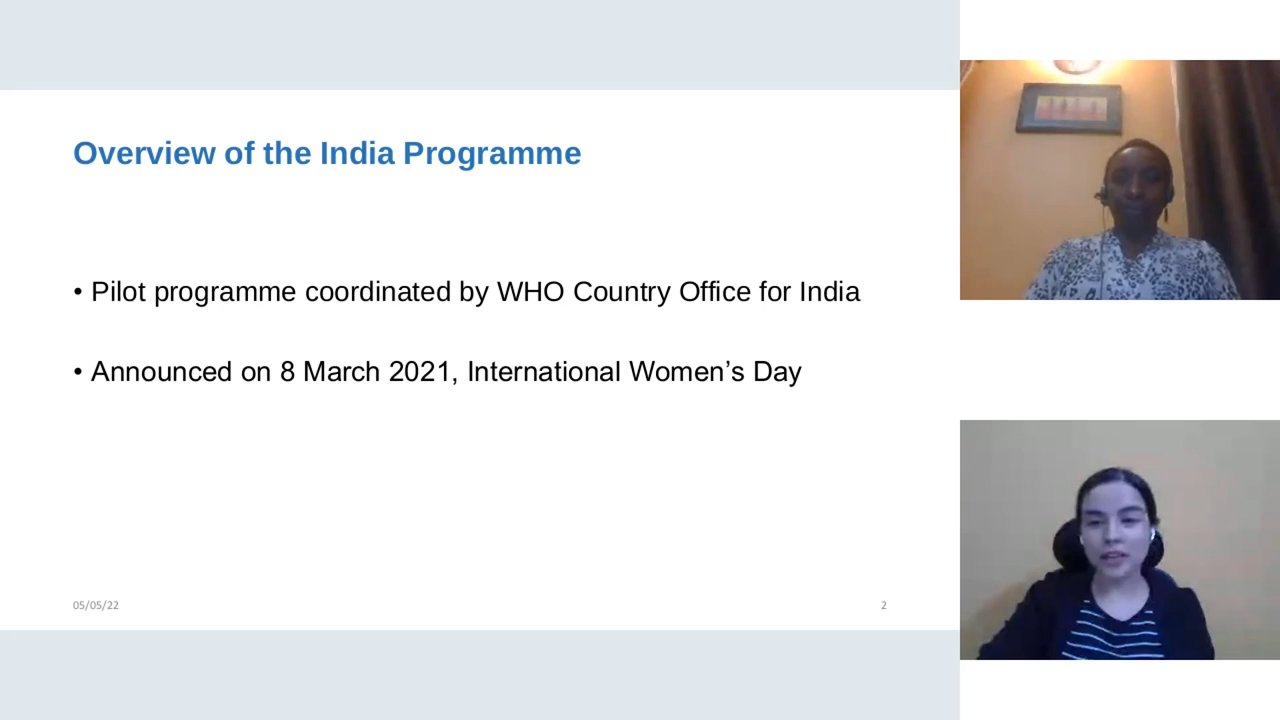 Overview of the India Programme
• Pilot programme coordinated by WHO Country Office for India
• Announced on 8 March 2021, International Women’s Day
05/05/22
2